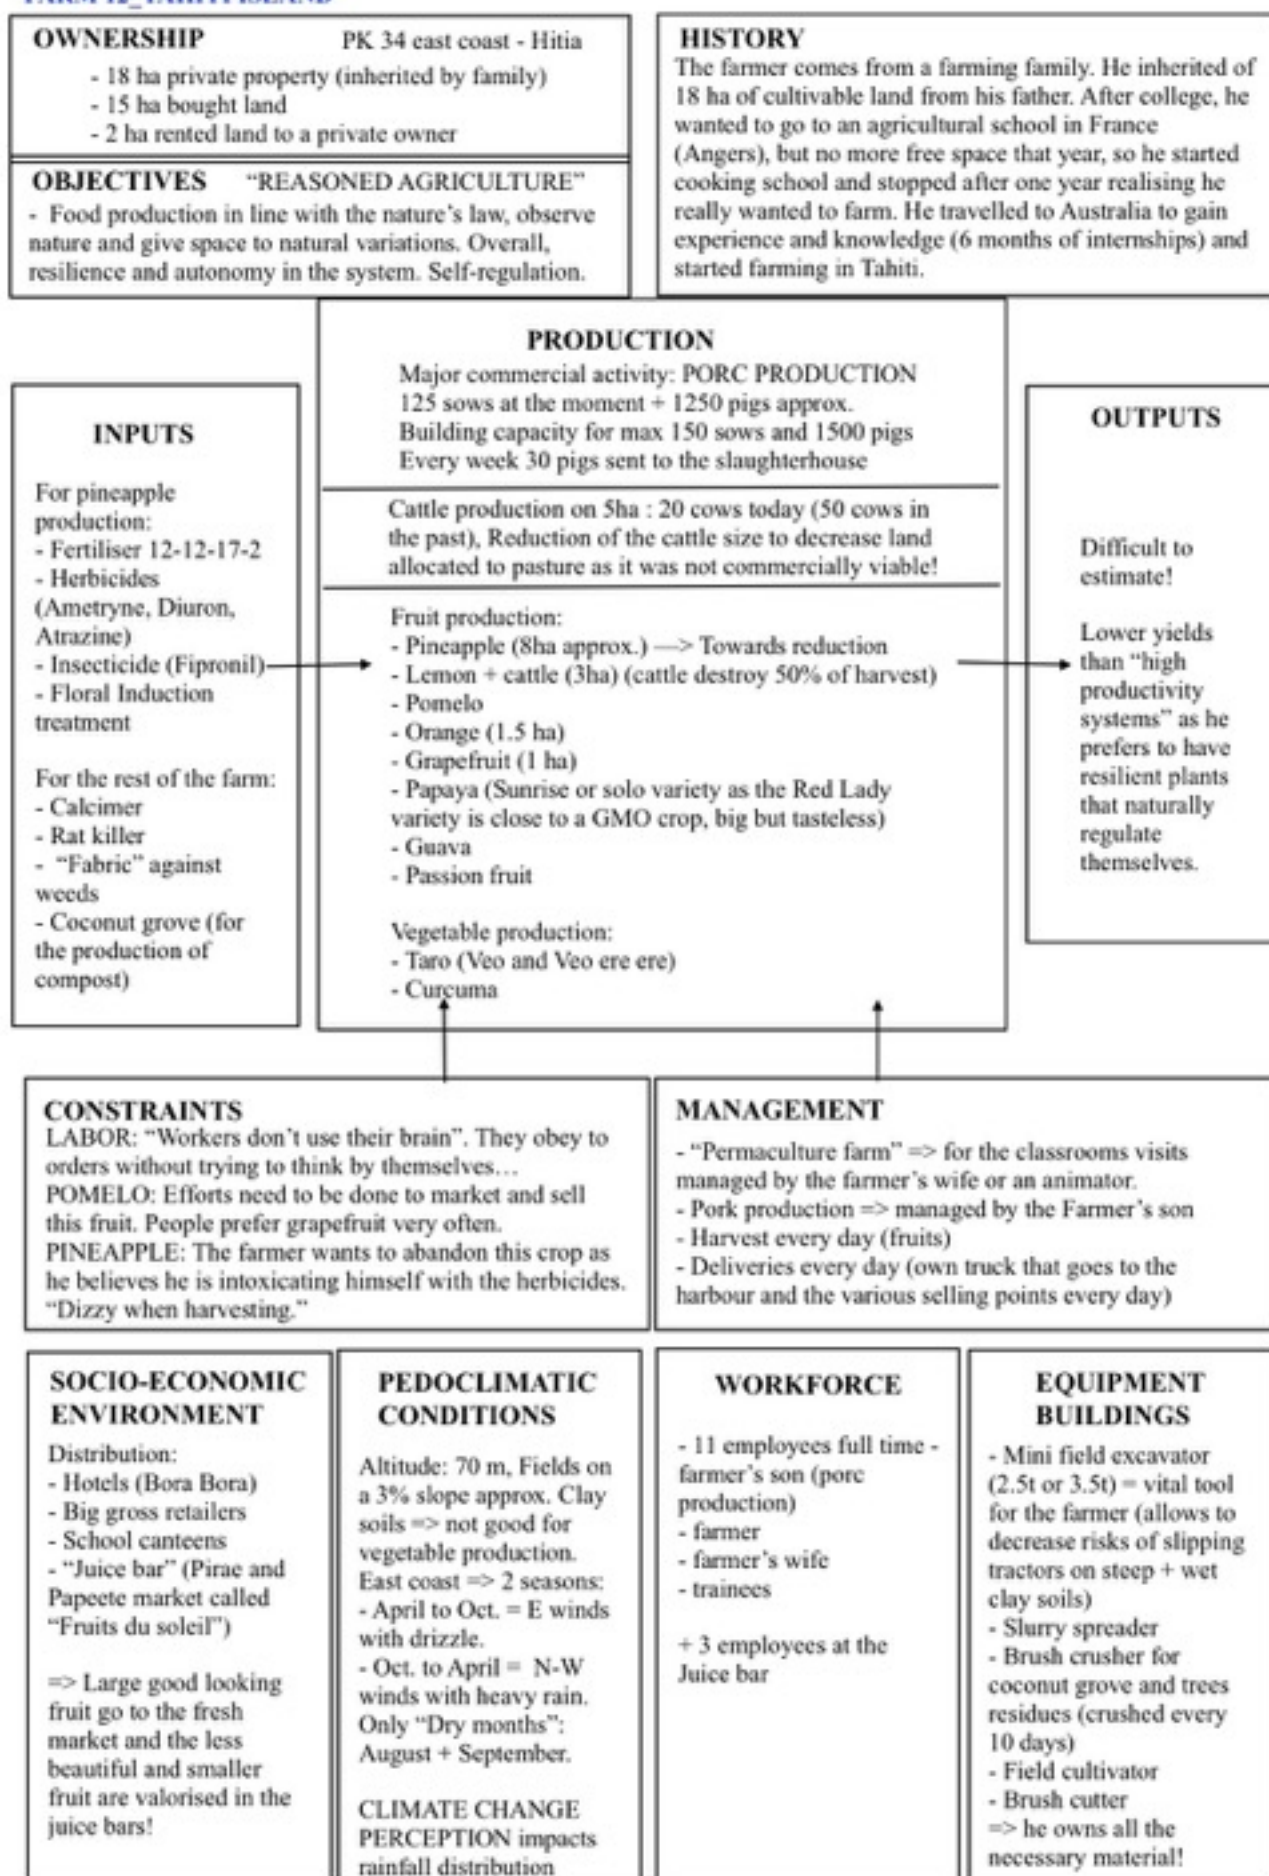 OWNERSHIP PK 34 east coast - Hitia
- 18 ha private property (inherited by family)
- 15 ha bought land
- 2 ha rented land to a private owner
OBJECTIVES “REASONED AGRICULTURE”
- Food production in line with the nature’s law, observe
nature and give space to natural variations. Overall,
resilience and autonomy in the system. Self-regulation.
HISTORY
The farmer comes from a farming family. He inherited of
18 ha of cultivable land from his father. After college, he
wanted to go to an agricultural school in France
(Angers), but no more free space that year, so he started
cooking school and stopped after one year realising he
really wanted to farm. He travelled to Australia to gain
experience and knowledge (6 months of internships) and
started farming in Tahiti.
INPUTS
For pineapple
production:
- Fertiliser 12-12-17-2
- Herbicides
(Ametryne, Diuron,
Atrazine)
- Insecticide (Fipronil)
- Floral Induction
treatment
For the rest of the farm:
- Calcimer
- Rat killer
- “Fabric” against
weeds
- Coconut grove (for
the production of
compost)
PRODUCTION
Major commercial activity: PORC PRODUCTION
125 sows at the moment + 1250 pigs approx.
Building capacity for max 150 sows and 1500 pigs
Every week 30 pigs sent to the slaughterhouse
Cattle production on 5ha : 20 cows today (50 cows in
the past), Reduction of the cattle size to decrease land
allocated to pasture as it was not commercially viable!
Fruit production:
- Pineapple (8ha approx.) —> Towards reduction
- Lemon + cattle (3ha) (cattle destroy 50% of harvest)
- Pomelo
- Orange (1.5 ha)
- Grapefruit (1 ha)
- Papaya (Sunrise or solo variety as the Red Lady
variety is close to a GMO crop, big but tasteless)
- Guava
- Passion fruit
Vegetable production:
- Taro (Veo and Veo ere ere)
- Curcuma
OUTPUTS
Difficult to
estimate!
Lower yields
than “high
productivity
systems” as he
prefers to have
resilient plants
that naturally
regulate
themselves.
CONSTRAINTS
LABOR: “Workers don’t use their brain”. They obey to
orders without trying to think by themselves…
POMELO: Efforts need to be done to market and sell
this fruit. People prefer grapefruit very often.
PINEAPPLE: The farmer wants to abandon this crop as
he believes he is intoxicating himself with the herbicides.
“Dizzy when harvesting.”
MANAGEMENT
- “Permaculture farm” => for the classrooms visits
managed by the farmer’s wife or an animator.
- Pork production => managed by the Farmer’s son
- Harvest every day (fruits)
- Deliveries every day (own truck that goes to the
harbour and the various selling points every day)
SOCIO-ECONOMIC
ENVIRONMENT
Distribution:
- Hotels (Bora Bora)
- Big gross retailers
- School canteens
- “Juice bar” (Pirae and
Papeete market called
“Fruits du soleil”)
=> Large good looking
fruit go to the fresh
market and the less
beautiful and smaller
fruit are valorised in the
juice bars!
PEDOCLIMATIC
CONDITIONS
Altitude: 70 m, Fields on
a 3% slope approx. Clay
soils => not good for
vegetable production.
East coast => 2 seasons:
- April to Oct. = E winds
with drizzle.
- Oct. to April = N-W
winds with heavy rain.
Only “Dry months”:
August + September.
CLIMATE CHANGE
PERCEPTION impacts
rainfall distribution
WORKFORCE
- 11 employees full time -
farmer’s son (porc
production)
- farmer
- farmer’s wife
- trainees
+ 3 employees at the
Juice bar
EQUIPMENT
BUILDINGS
- Mini field excavator
(2.5t or 3.5t) = vital tool
for the farmer (allows to
decrease risks of slipping
tractors on steep + wet
clay soils)
- Slurry spreader
- Brush crusher for
coconut grove and trees
residues (crushed every
10 days)
- Field cultivator
- Brush cutter
=> he owns all the
necessary material!